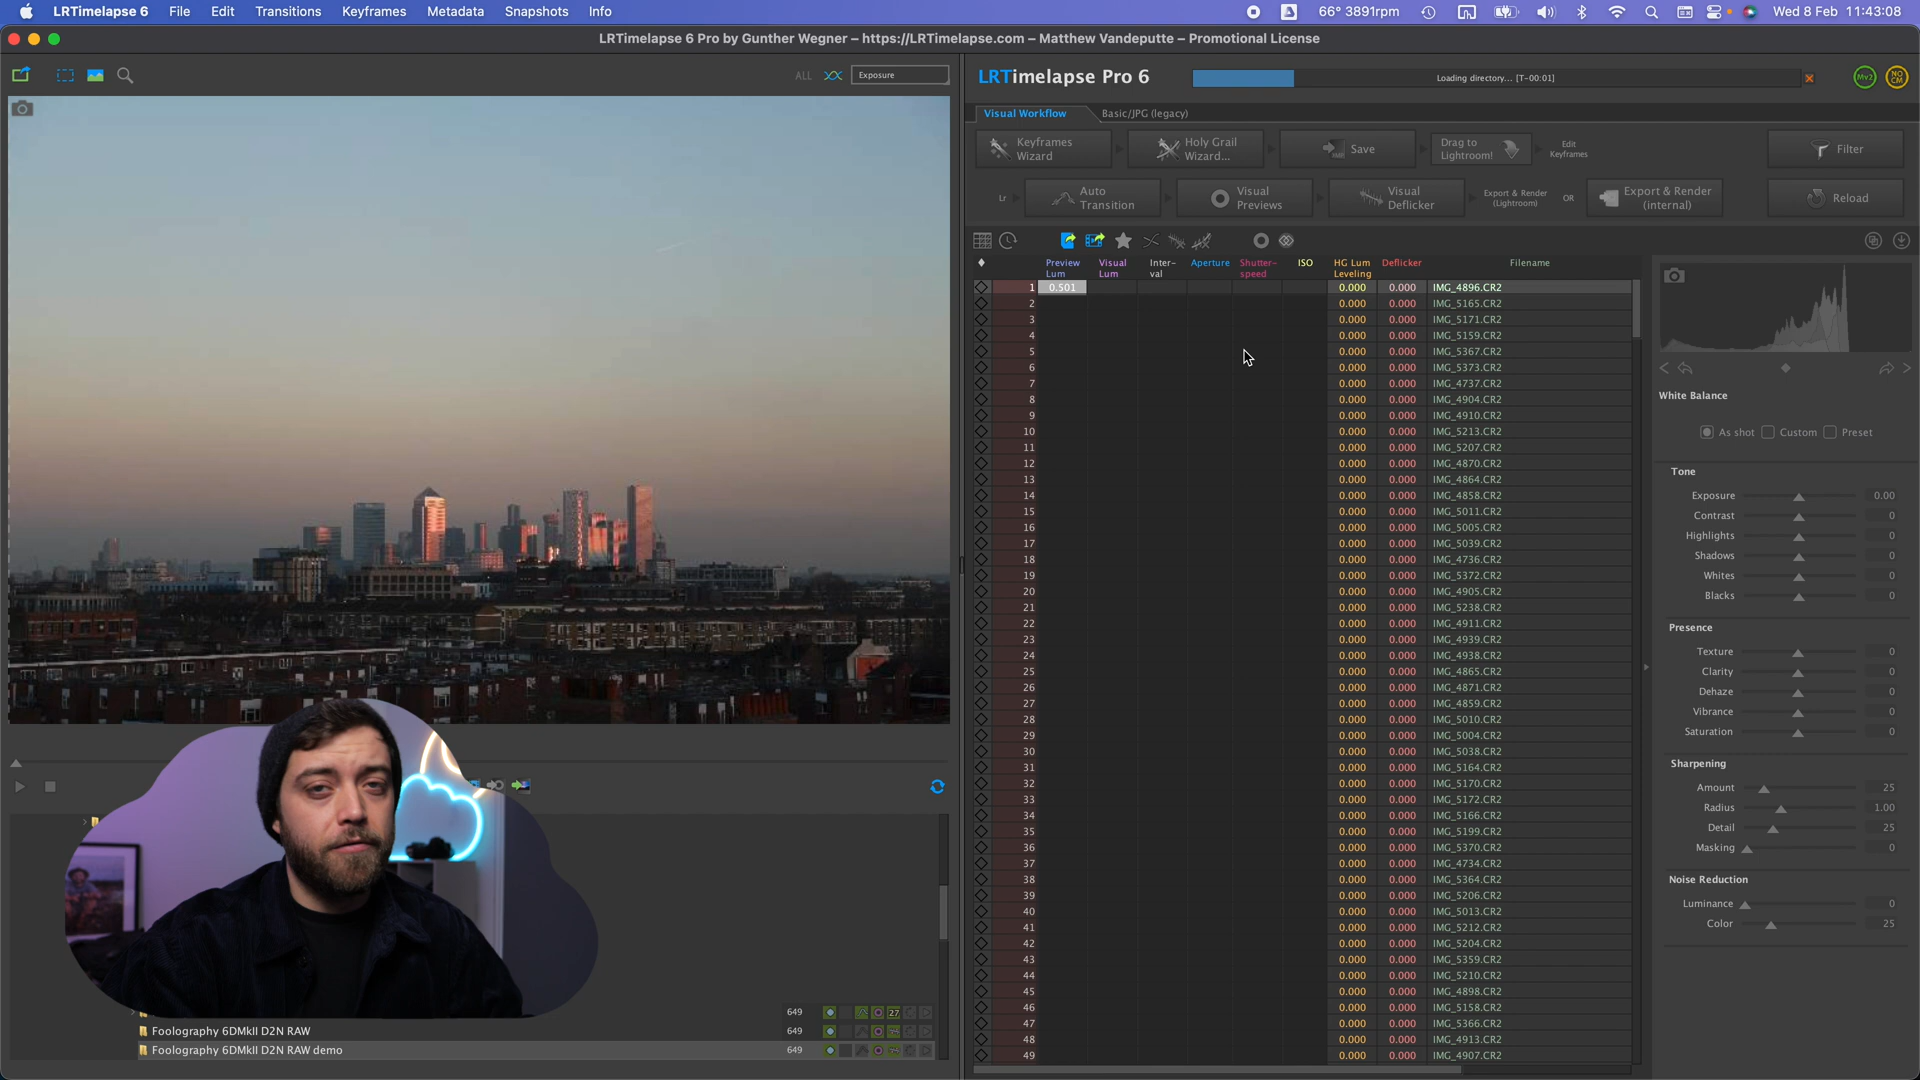 LRTimelapse 6 File Edit Transitions Keyframes Metadata Snapshots Info 66° 3891rpm Wed 8 Feb 11:43:08
LRTimelapse 6 Pro by Gunther Wegner – https://LRTimelapse.com – Matthew Vandeputte – Promotional License
ALL Exposure
LRTimelapse Pro 6 Loading directory... [T-00:01] Mv2 NO CM
Visual Workflow Basic/JPG (legacy)
Keyframes Wizard Holy Grail Wizard... Save Drag to Lightroom! Edit Keyframes Filter
Lr Auto Transition Visual Previews Visual Deflicker Export & Render (Lightroom) OR Export & Render (internal) Reload
Preview Lum Visual Lum Inter-val Aperture Shutter-speed ISO HG Lum Leveling Deflicker Filename
1 0.501 0.000 0.000 IMG_4896.CR2
2 0.000 0.000 IMG_5165.CR2
3 0.000 0.000 IMG_5171.CR2
4 0.000 0.000 IMG_5159.CR2
5 0.000 0.000 IMG_5367.CR2
6 0.000 0.000 IMG_5373.CR2
7 0.000 0.000 IMG_4737.CR2
8 0.000 0.000 IMG_4904.CR2
9 0.000 0.000 IMG_4910.CR2
10 0.000 0.000 IMG_5213.CR2
11 0.000 0.000 IMG_5207.CR2
12 0.000 0.000 IMG_4870.CR2
13 0.000 0.000 IMG_4864.CR2
14 0.000 0.000 IMG_4858.CR2
15 0.000 0.000 IMG_5011.CR2
16 0.000 0.000 IMG_5005.CR2
17 0.000 0.000 IMG_5039.CR2
18 0.000 0.000 IMG_4736.CR2
19 0.000 0.000 IMG_5372.CR2
20 0.000 0.000 IMG_4905.CR2
21 0.000 0.000 IMG_5238.CR2
22 0.000 0.000 IMG_4911.CR2
23 0.000 0.000 IMG_4939.CR2
24 0.000 0.000 IMG_4938.CR2
25 0.000 0.000 IMG_4865.CR2
26 0.000 0.000 IMG_4871.CR2
27 0.000 0.000 IMG_4859.CR2
28 0.000 0.000 IMG_5010.CR2
29 0.000 0.000 IMG_5004.CR2
30 0.000 0.000 IMG_5038.CR2
31 0.000 0.000 IMG_5164.CR2
32 0.000 0.000 IMG_5170.CR2
33 0.000 0.000 IMG_5172.CR2
34 0.000 0.000 IMG_5166.CR2
35 0.000 0.000 IMG_5199.CR2
36 0.000 0.000 IMG_5370.CR2
37 0.000 0.000 IMG_4734.CR2
38 0.000 0.000 IMG_5364.CR2
39 0.000 0.000 IMG_5206.CR2
40 0.000 0.000 IMG_5013.CR2
41 0.000 0.000 IMG_5212.CR2
42 0.000 0.000 IMG_5204.CR2
43 0.000 0.000 IMG_5359.CR2
44 0.000 0.000 IMG_5210.CR2
45 0.000 0.000 IMG_4898.CR2
46 0.000 0.000 IMG_5158.CR2
47 0.000 0.000 IMG_5366.CR2
48 0.000 0.000 IMG_4913.CR2
49 0.000 0.000 IMG_4907.CR2
White Balance
As shot Custom Preset
Tone
Exposure 0.00
Contrast 0
Highlights 0
Shadows 0
Whites 0
Blacks 0
Presence
Texture 0
Clarity 0
Dehaze 0
Vibrance 0
Saturation 0
Sharpening
Amount 25
Radius 1.00
Detail 25
Masking 0
Noise Reduction
Luminance 0
Color 25
649 27
Foolography 6DMkII D2N RAW 649
Foolography 6DMkII D2N RAW demo 649